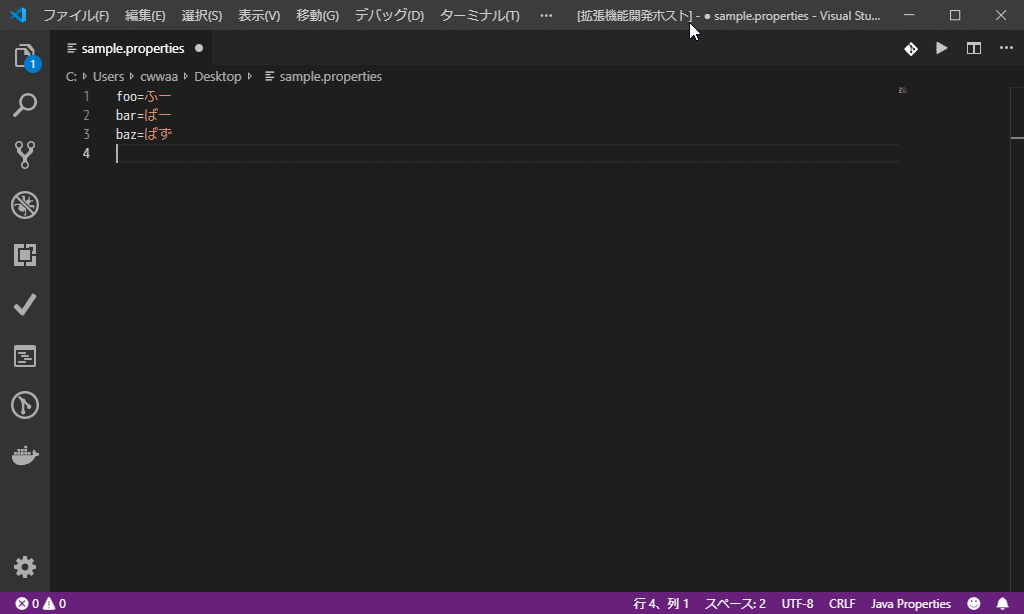 ファイル(F) 編集(E) 選択(S) 表示(V) 移動(G) デバッグ(D) ターミナル(T) ··· [拡張機能開発ホスト] - ● sample.properties - Visual Stu...
sample.properties ●
1
C: › Users › cwwaa › Desktop › sample.properties
1 foo=ふー
2 bar=ばー
3 baz=ばず
4
0 0 行 4、列 1 スペース: 2 UTF-8 CRLF Java Properties